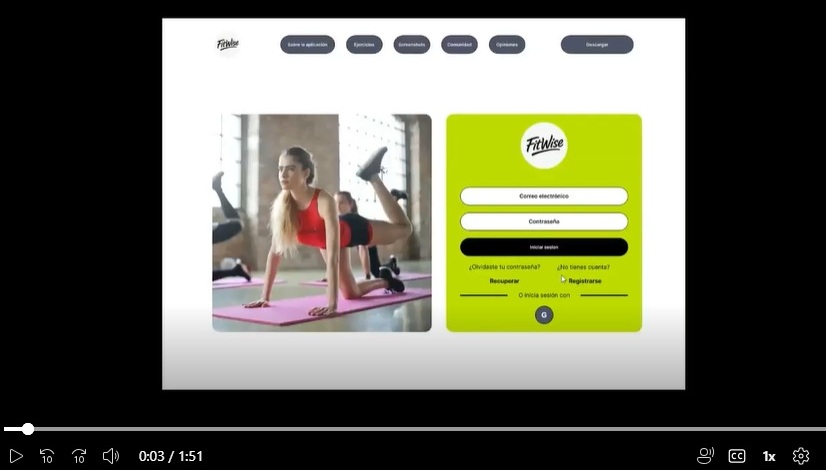 FitWise
Sobre la aplicación
Ejercicios
Screenshots
Comunidad
Opiniones
Descargar
FitWise
Correo electrónico
Contraseña
Iniciar sesión
¿Olvidaste tu contraseña? ¿No tienes cuenta?
Recuperar Registrarse
O inicia sesión con
G
10 10 0:03 / 1:51 CC 1x